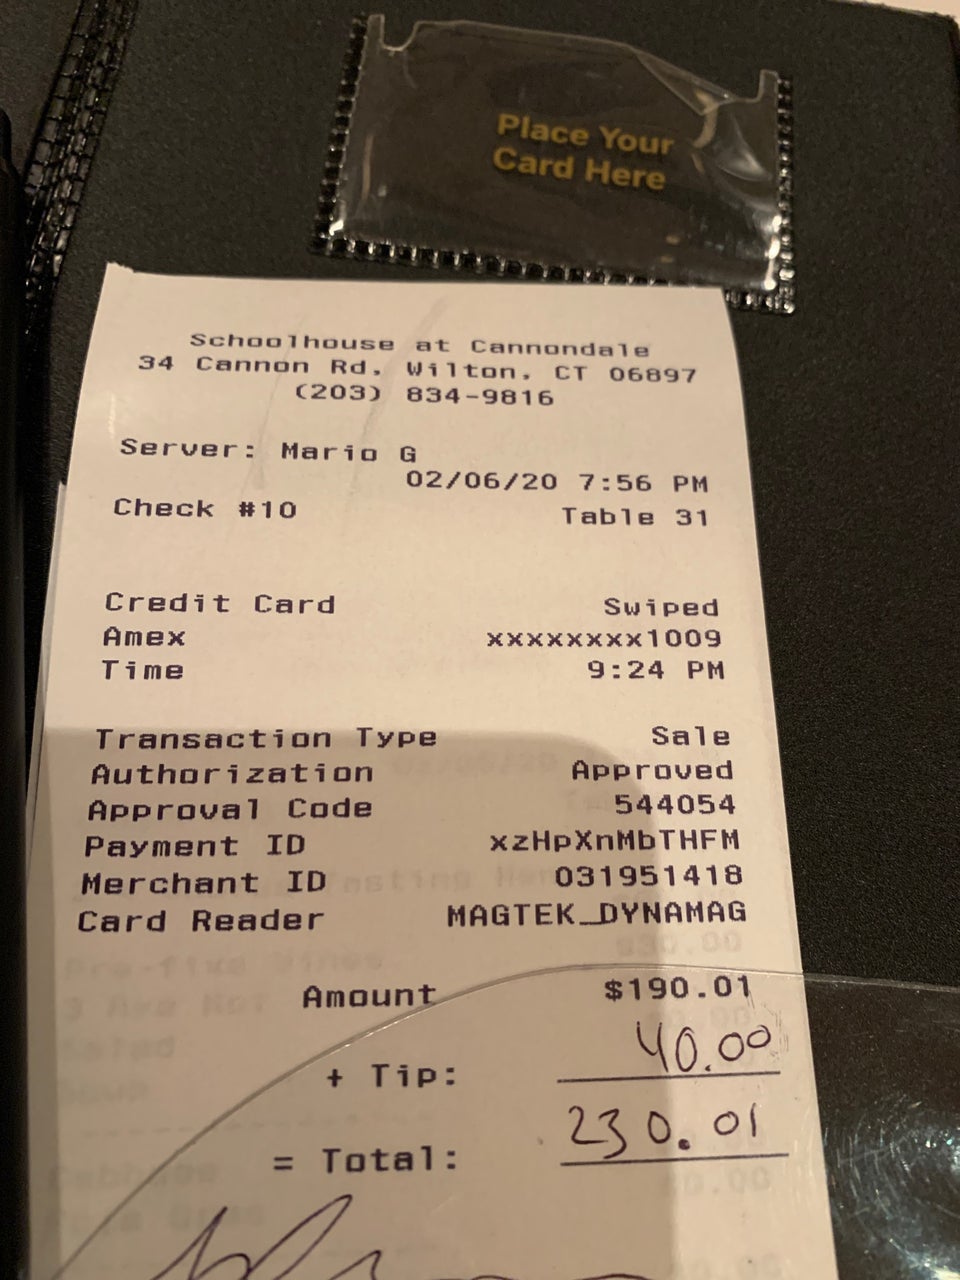 Place Your
Card Here
Schoolhouse at Cannondale
34 Cannon Rd. Wilton, CT 06897
(203) 834-9816
Server: Mario G
02/06/20 7:56 PM
Check #10 Table 31
Credit Card Swiped
Amex xxxxxxxx1009
Time 9:24 PM
Transaction Type Sale
Authorization Approved
Approval Code 544054
Payment ID xzHpXnMbTHFM
Merchant ID 031951418
Card Reader MAGTEK_DYNAMAG
Amount $190.01
+ Tip: 40.00
= Total: 230.01